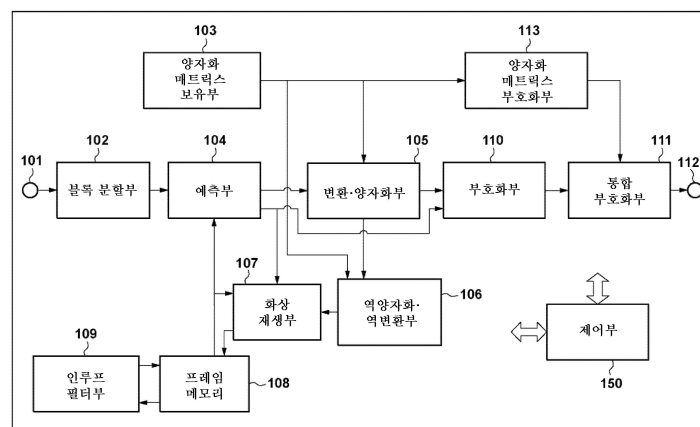 103
양자화
메트릭스
보유부
113
양자화
메트릭스
부호화부
101
102
블록 분할부
104
예측부
105
변환·양자화부
110
부호화부
111
통합
부호화부
112
107
화상
재생부
역양자화·
역변환부
106
109
인루프
필터부
프레임
메모리
108
제어부
150